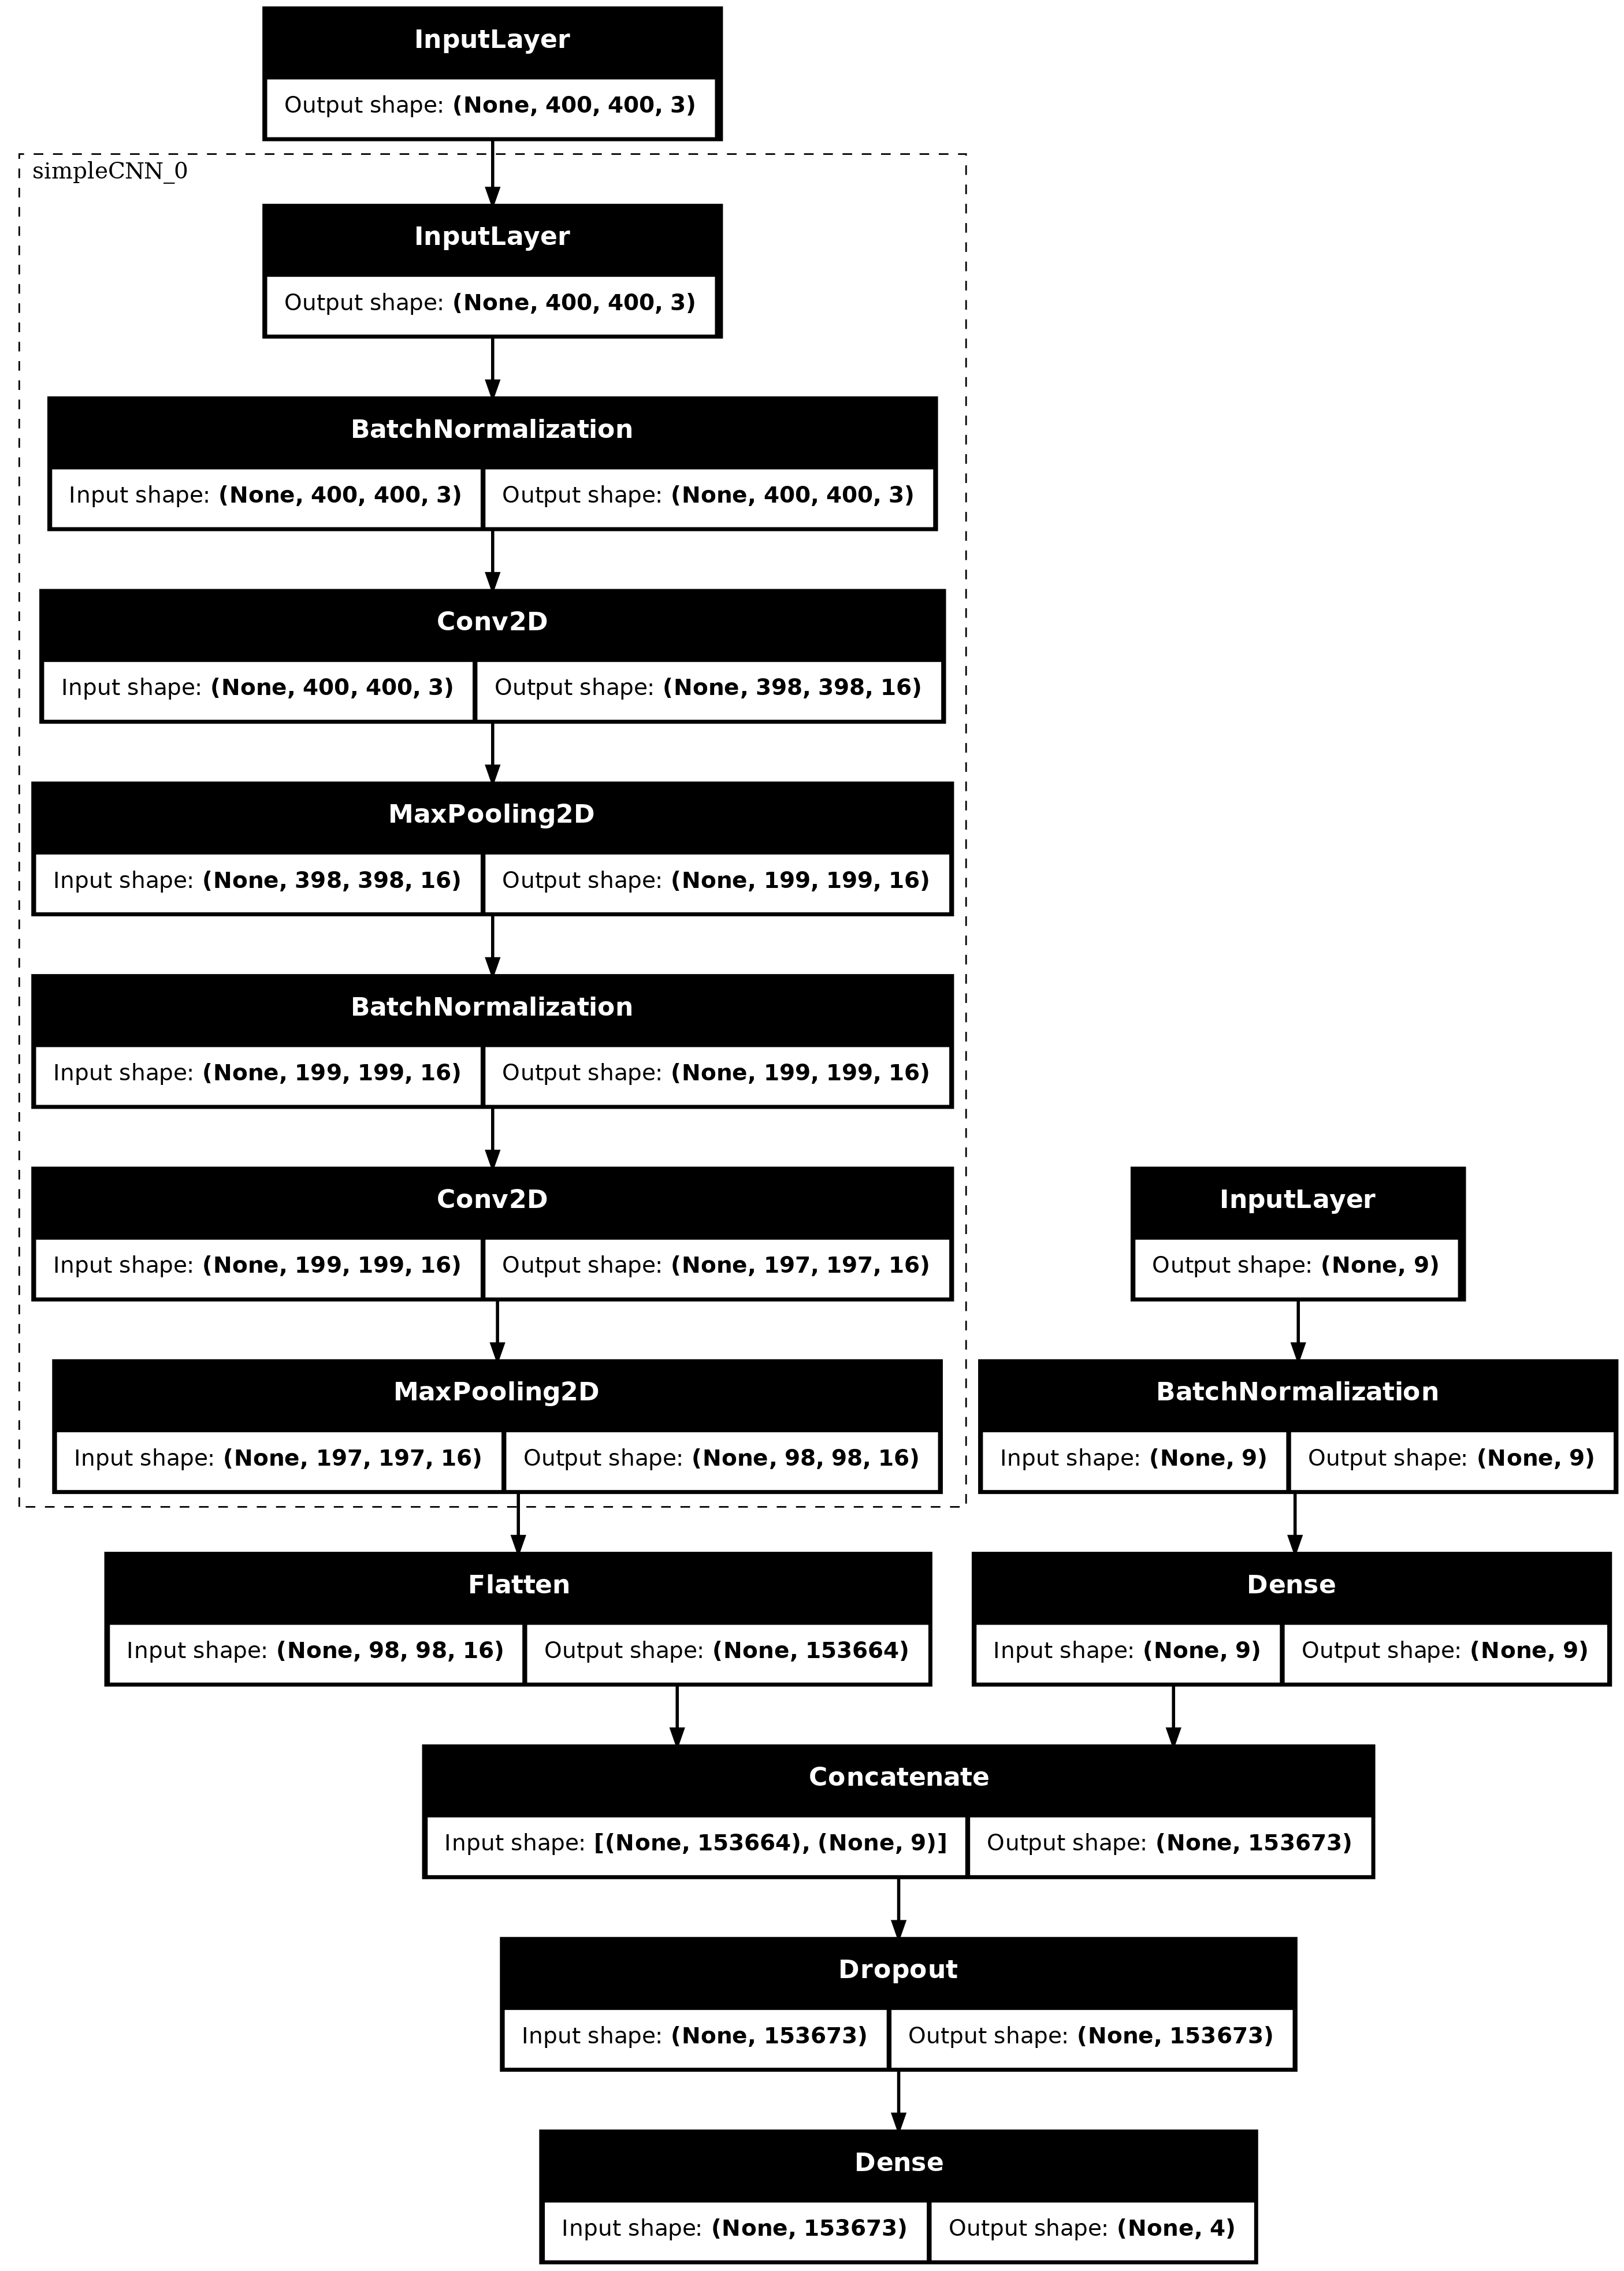 InputLayer
Output shape: (None, 400, 400, 3)
simpleCNN_0
InputLayer
Output shape: (None, 400, 400, 3)
BatchNormalization
Input shape: (None, 400, 400, 3) Output shape: (None, 400, 400, 3)
Conv2D
Input shape: (None, 400, 400, 3) Output shape: (None, 398, 398, 16)
MaxPooling2D
Input shape: (None, 398, 398, 16) Output shape: (None, 199, 199, 16)
BatchNormalization
Input shape: (None, 199, 199, 16) Output shape: (None, 199, 199, 16)
Conv2D
Input shape: (None, 199, 199, 16) Output shape: (None, 197, 197, 16)
MaxPooling2D
Input shape: (None, 197, 197, 16) Output shape: (None, 98, 98, 16)
Flatten
Input shape: (None, 98, 98, 16) Output shape: (None, 153664)
InputLayer
Output shape: (None, 9)
BatchNormalization
Input shape: (None, 9) Output shape: (None, 9)
Dense
Input shape: (None, 9) Output shape: (None, 9)
Concatenate
Input shape: [(None, 153664), (None, 9)] Output shape: (None, 153673)
Dropout
Input shape: (None, 153673) Output shape: (None, 153673)
Dense
Input shape: (None, 153673) Output shape: (None, 4)